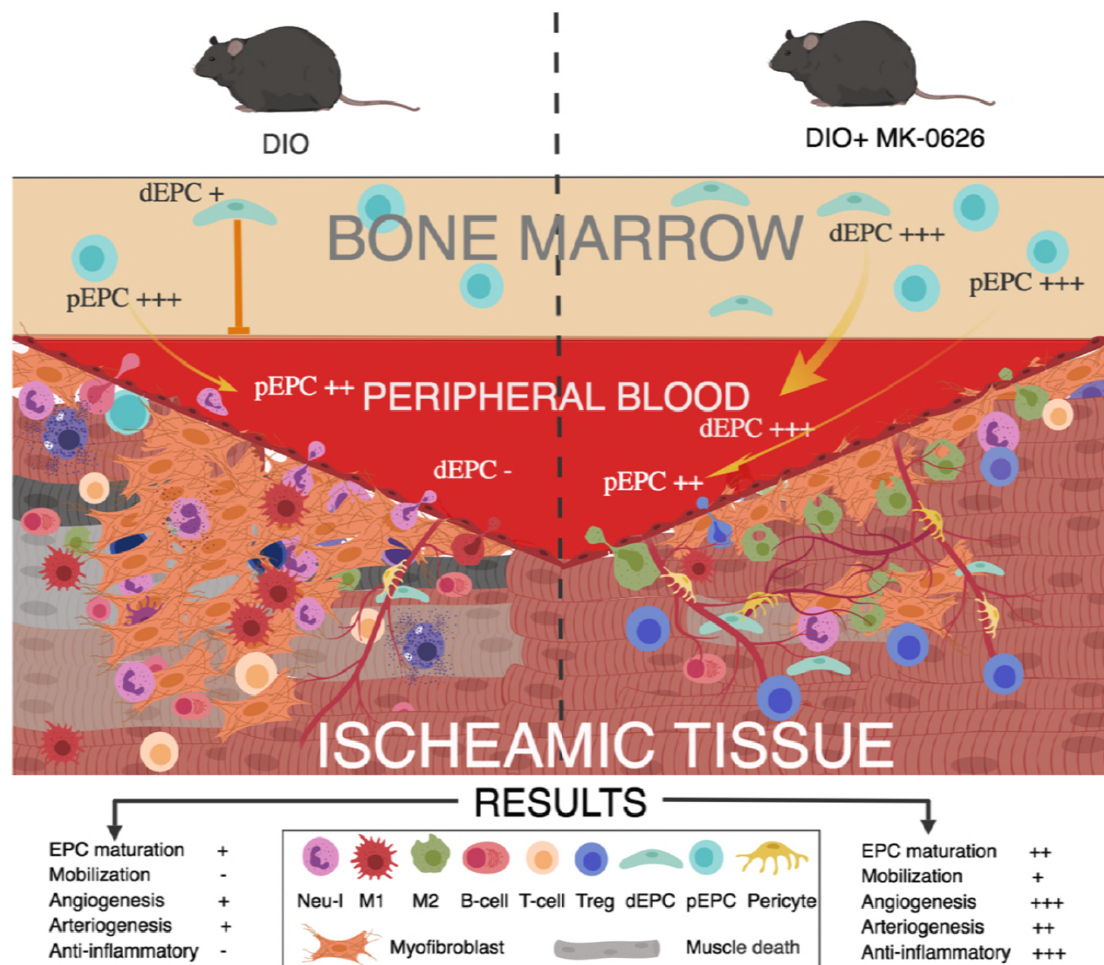 DIO
DIO+ MK-0626
dEPC +
BONE MARROW
dEPC +++
pEPC +++
pEPC +++
pEPC ++
PERIPHERAL BLOOD
dEPC +++
dEPC -
pEPC ++
ISCHEAMIC TISSUE
RESULTS
EPC maturation +
Mobilization -
Angiogenesis +
Arteriogenesis +
Anti-inflammatory -
Neu-I M1 M2 B-cell T-cell Treg dEPC pEPC Pericyte
Myofibroblast Muscle death
EPC maturation ++
Mobilization +
Angiogenesis +++
Arteriogenesis ++
Anti-inflammatory +++